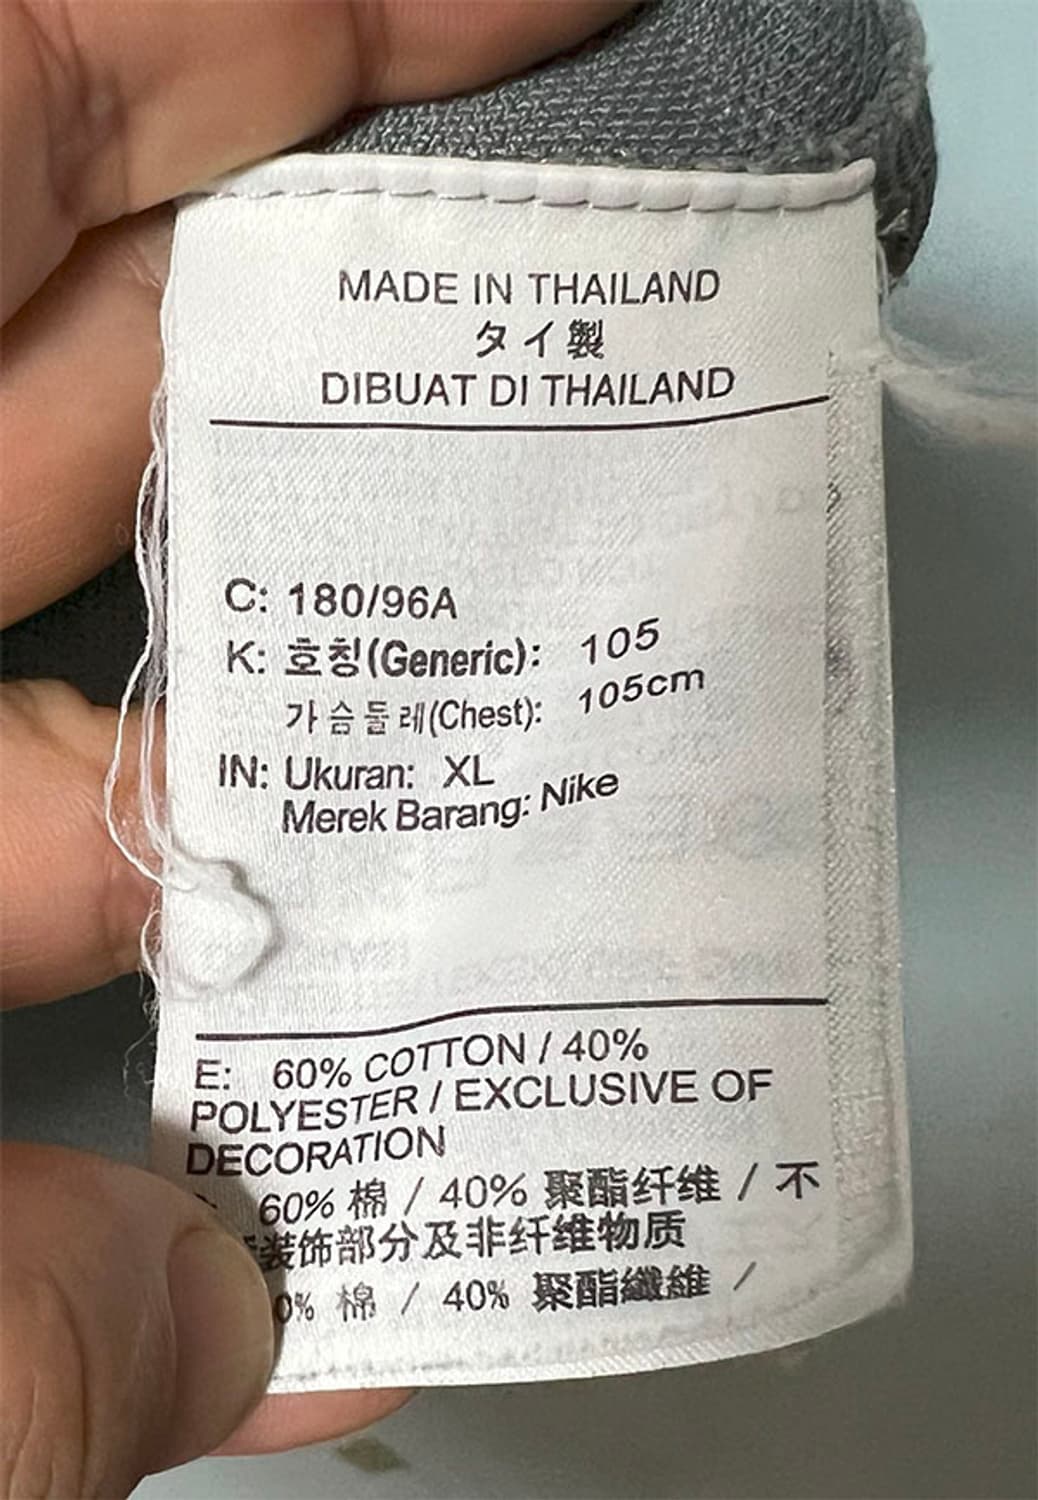 MADE IN THAILAND
タイ製
DIBUAT DI THAILAND
C: 180/96A
K: 호칭(Generic): 105
가슴둘레(Chest): 105cm
IN: Ukuran: XL
Merek Barang: Nike
E: 60% COTTON / 40%
POLYESTER / EXCLUSIVE OF
DECORATION
60% 棉 / 40% 聚酯纤维 / 不
装饰部分及非纤维物质
0% 棉 / 40% 聚酯纖維 /